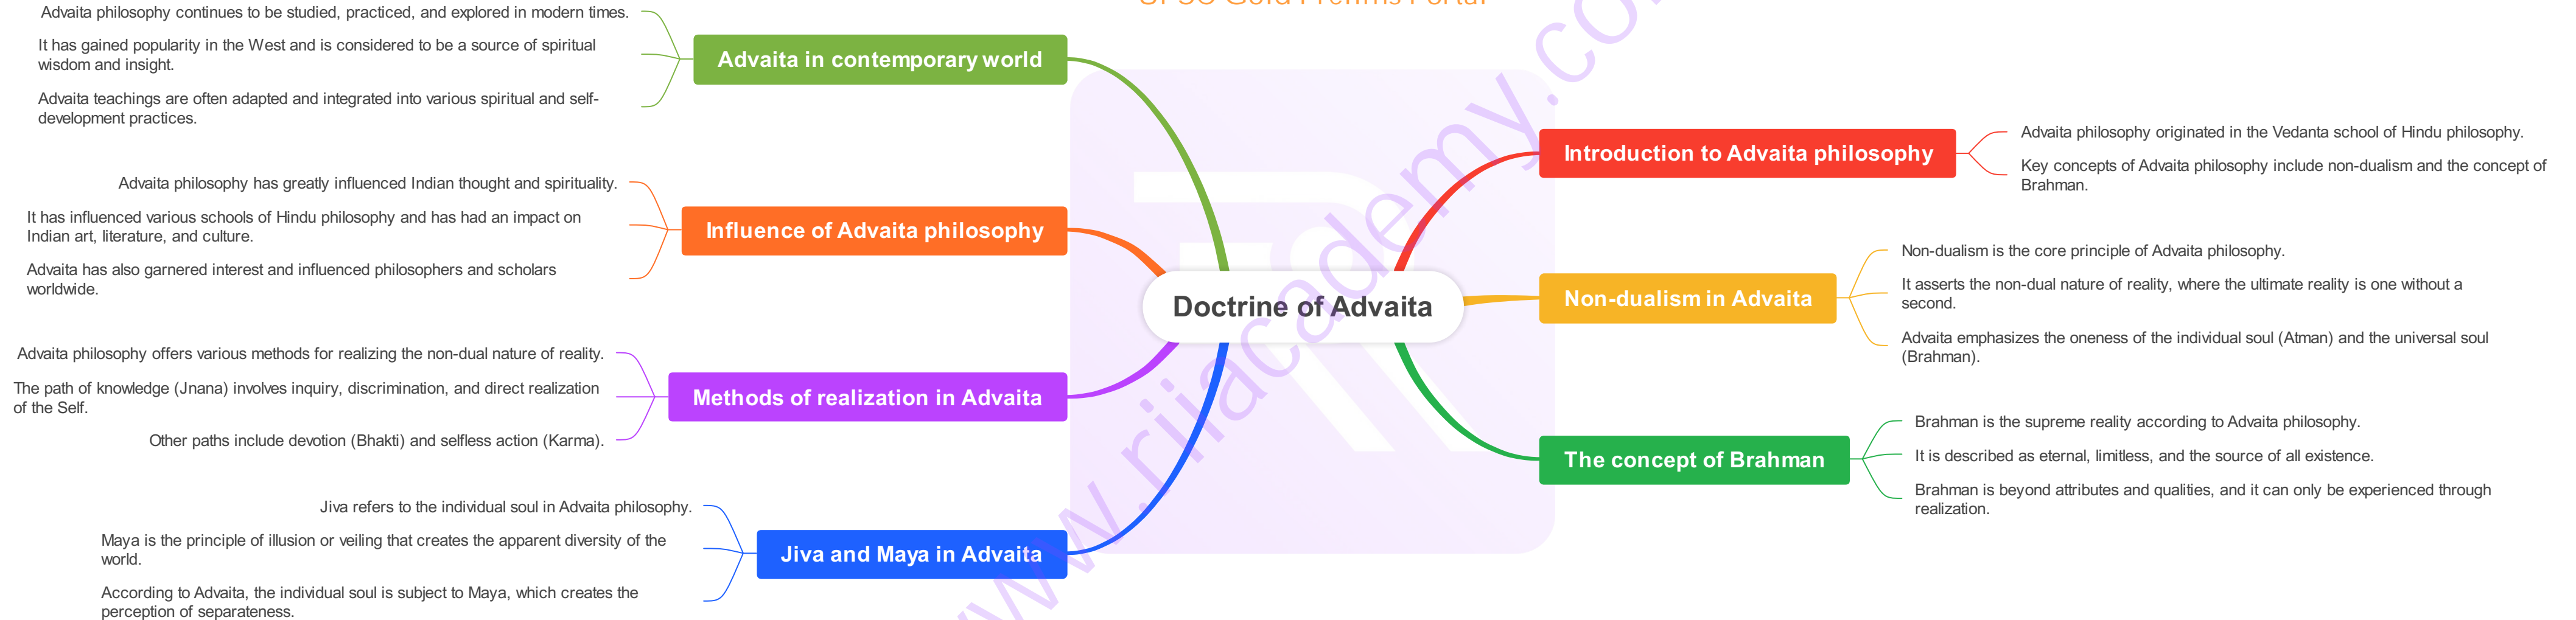 UPSC Gold Prelims Portal
Advaita philosophy continues to be studied, practiced, and explored in modern times.
It has gained popularity in the West and is considered to be a source of spiritual
wisdom and insight.
Advaita teachings are often adapted and integrated into various spiritual and self-
development practices.
Advaita in contemporary world
Advaita philosophy has greatly influenced Indian thought and spirituality.
It has influenced various schools of Hindu philosophy and has had an impact on
Indian art, literature, and culture.
Advaita has also garnered interest and influenced philosophers and scholars
worldwide.
Influence of Advaita philosophy
Advaita philosophy offers various methods for realizing the non-dual nature of reality.
The path of knowledge (Jnana) involves inquiry, discrimination, and direct realization
of the Self.
Other paths include devotion (Bhakti) and selfless action (Karma).
Methods of realization in Advaita
Jiva refers to the individual soul in Advaita philosophy.
Maya is the principle of illusion or veiling that creates the apparent diversity of the
world.
According to Advaita, the individual soul is subject to Maya, which creates the
perception of separateness.
Jiva and Maya in Advaita
Doctrine of Advaita
Introduction to Advaita philosophy
Advaita philosophy originated in the Vedanta school of Hindu philosophy.
Key concepts of Advaita philosophy include non-dualism and the concept of
Brahman.
Non-dualism in Advaita
Non-dualism is the core principle of Advaita philosophy.
It asserts the non-dual nature of reality, where the ultimate reality is one without a
second.
Advaita emphasizes the oneness of the individual soul (Atman) and the universal soul
(Brahman).
The concept of Brahman
Brahman is the supreme reality according to Advaita philosophy.
It is described as eternal, limitless, and the source of all existence.
Brahman is beyond attributes and qualities, and it can only be experienced through
realization.